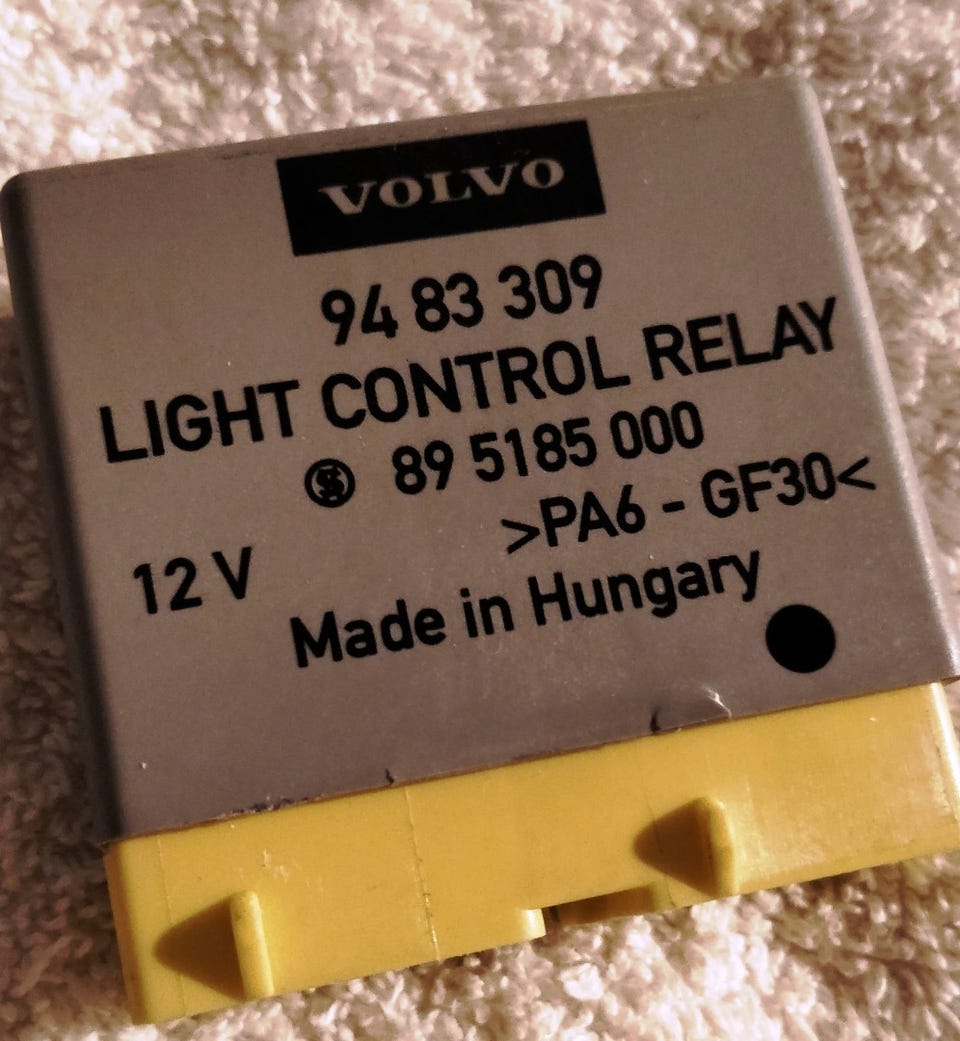 VOLVO
94 83 309
LIGHT CONTROL RELAY
89 5185 000
>PA6 - GF30<
12 V
Made in Hungary